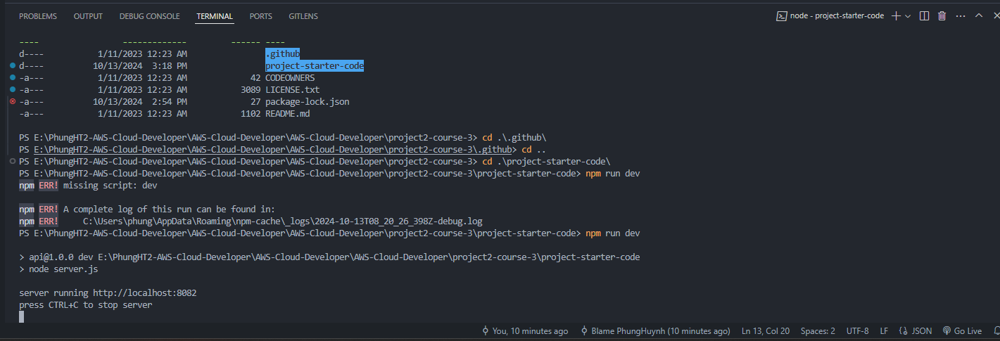 PROBLEMS OUTPUT DEBUG CONSOLE TERMINAL PORTS GITLENS node - project-starter-code
---- ------------- ------ ----
d---- 1/11/2023 12:23 AM .github
d---- 10/13/2024 3:18 PM project-starter-code
-a--- 1/11/2023 12:23 AM 42 CODEOWNERS
-a--- 1/11/2023 12:23 AM 3089 LICENSE.txt
-a--- 10/13/2024 2:54 PM 27 package-lock.json
-a--- 1/11/2023 12:23 AM 1102 README.md
PS E:\PhungHT2-AWS-Cloud-Developer\AWS-Cloud-Developer\AWS-Cloud-Developer\project2-course-3> cd .\.github\
PS E:\PhungHT2-AWS-Cloud-Developer\AWS-Cloud-Developer\AWS-Cloud-Developer\project2-course-3\.github> cd ..
PS E:\PhungHT2-AWS-Cloud-Developer\AWS-Cloud-Developer\AWS-Cloud-Developer\project2-course-3> cd .\project-starter-code\
PS E:\PhungHT2-AWS-Cloud-Developer\AWS-Cloud-Developer\AWS-Cloud-Developer\project2-course-3\project-starter-code> npm run dev
npm ERR! missing script: dev
npm ERR! A complete log of this run can be found in:
npm ERR! C:\Users\phung\AppData\Roaming\npm-cache\_logs\2024-10-13T08_20_26_398Z-debug.log
PS E:\PhungHT2-AWS-Cloud-Developer\AWS-Cloud-Developer\AWS-Cloud-Developer\project2-course-3\project-starter-code> npm run dev
> api@1.0.0 dev E:\PhungHT2-AWS-Cloud-Developer\AWS-Cloud-Developer\AWS-Cloud-Developer\project2-course-3\project-starter-code
> node server.js
server running http://localhost:8082
press CTRL+C to stop server
You, 10 minutes ago Blame PhungHuynh (10 minutes ago) Ln 13, Col 20 Spaces: 2 UTF-8 LF JSON Go Live